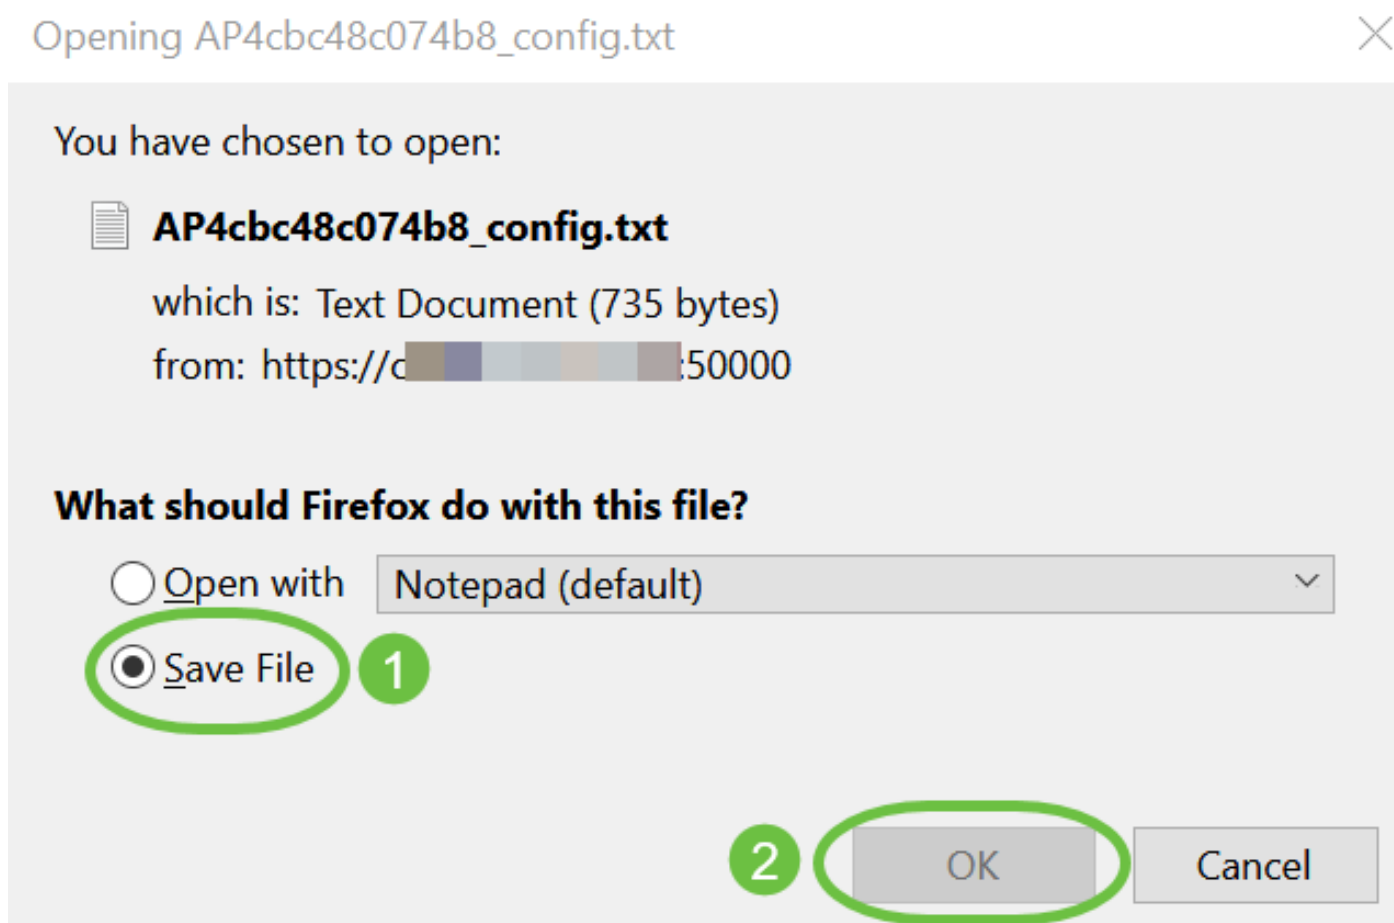 Opening AP4cbc48c074b8_config.txt
You have chosen to open:
AP4cbc48c074b8_config.txt
which is: Text Document (735 bytes)
from: https://c :50000
What should Firefox do with this file?
Open with Notepad (default)
Save File 1
2 OK Cancel